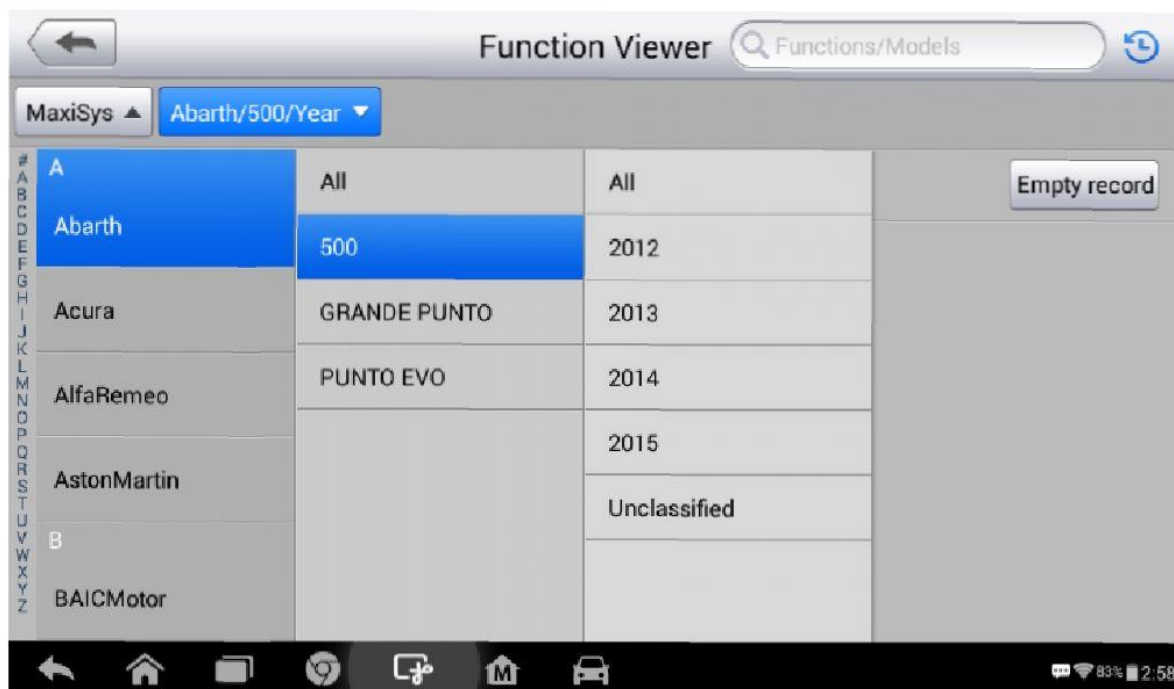 Function Viewer
Functions/Models
MaxiSys
Abarth/500/Year
#
A
B
C
D
E
F
G
H
I
J
K
L
M
N
O
P
Q
R
S
T
U
V
W
X
Y
Z
A
Abarth
Acura
AlfaRemeo
AstonMartin
B
BAICMotor
All
500
GRANDE PUNTO
PUNTO EVO
All
2012
2013
2014
2015
Unclassified
Empty record
M
83% 2:58